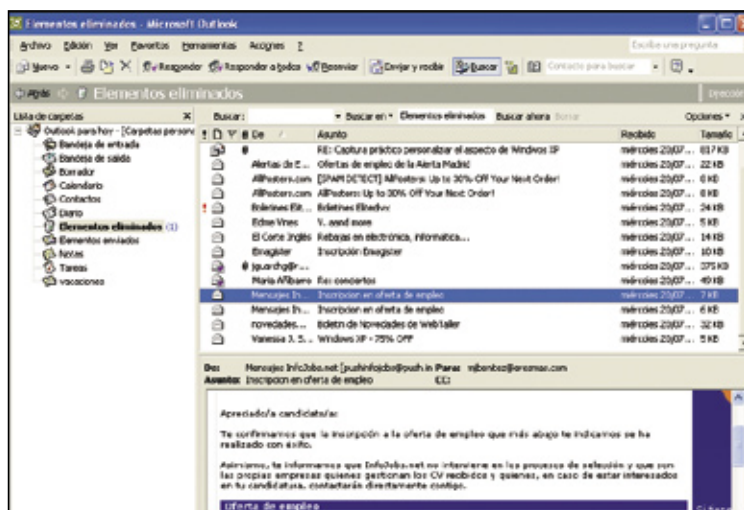 Elementos eliminados - Microsoft Outlook
Archivo Edición Ver Favoritos Herramientas Acciones ?
Escriba una pregunta
Nuevo Responder Responder a todos Reenviar Enviar y recibir Buscar Contacto para buscar
Atrás Elementos eliminados
Lista de carpetas
Outlook para hoy - [Carpetas persona
Bandeja de entrada
Bandeja de salida
Borrador
Calendario
Contactos
Diario
Elementos eliminados (1)
Elementos enviados
Notas
Tareas
vacaciones
Buscar: Buscar en Elementos eliminados Buscar ahora Borrar Opciones
De Asunto Recibido Tamaño
RE: Captura práctico personalizar el aspecto de Windows XP miércoles 20/07... 817 KB
Alertas de E... Ofertas de empleo de la Alerta Madrid miércoles 20/07... 22 KB
AllPosters.com [SPAM DETECT] AllPosters: Up to 30% Off Your Next Order! miércoles 20/07... 8 KB
AllPosters.com AllPosters: Up to 30% Off Your Next Order! miércoles 20/07... 8 KB
Boletines Eli... Boletines miércoles 20/07... 24 KB
Edna Vines miércoles 20/07... 5 KB
El Corte Inglés Rebajas en electrónica, informática... miércoles 20/07... 14 KB
Emagister Inscripción Emagister miércoles 20/07... 10 KB
miércoles 20/07... 375 KB
María Re: conciertos miércoles 20/07... 49 KB
Mensajes In... Inscripcion en oferta de empleo miércoles 20/07... 7 KB
Mensajes In... Inscripcion en oferta de empleo miércoles 20/07... 6 KB
novedades... Boletín de Novedades de WebTaller miércoles 20/07... 32 KB
Vanessa J. S... Windows XP - 75% OFF miércoles 20/07... 5 KB
De: Mensajes InfoJobs.net Para:
Asunto: Inscripcion en oferta de empleo CC:
Apreciado/a candidato/a:
Te confirmamos que la inscripción a la oferta de empleo que más abajo te indicamos se ha
realizado con éxito.
Asimismo, te informamos que InfoJobs.net no interviene en los procesos de selección y que son
las propias empresas quienes gestionan los CV recibidos y quienes, en caso de estar interesados
en tu candidatura, contactarán directamente contigo.
Oferta de empleo